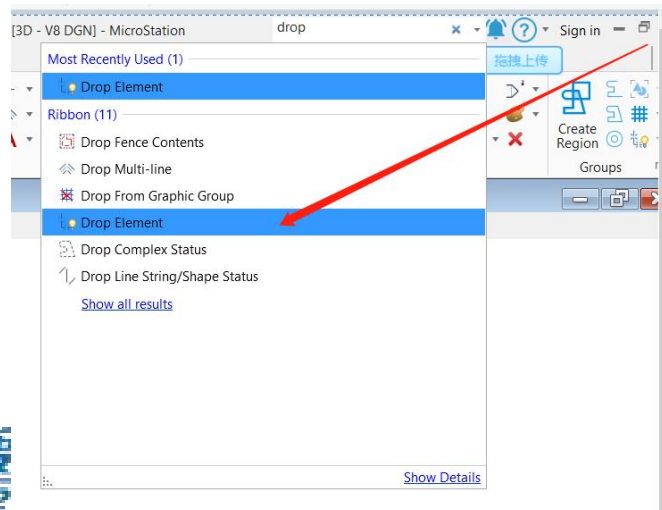 [3D - V8 DGN] - MicroStation
drop
Sign in
Most Recently Used (1)
拖拽上传
Drop Element
Ribbon (11)
Drop Fence Contents
Create
Region
Drop Multi-line
Groups
Drop From Graphic Group
Drop Element
Drop Complex Status
Drop Line String/Shape Status
Show all results
Show Details